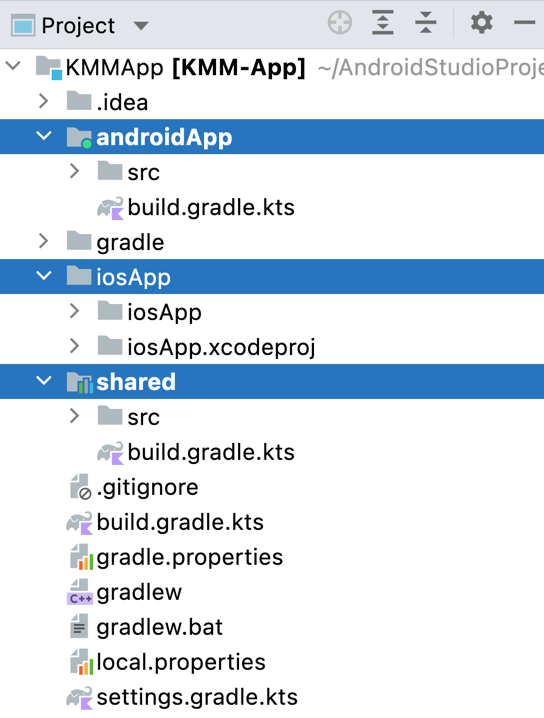 Project
KMMApp [KMM-App] ~/AndroidStudioProje
.idea
androidApp
src
build.gradle.kts
gradle
iosApp
iosApp
iosApp.xcodeproj
shared
src
build.gradle.kts
.gitignore
build.gradle.kts
gradle.properties
C++ gradlew
gradlew.bat
local.properties
settings.gradle.kts